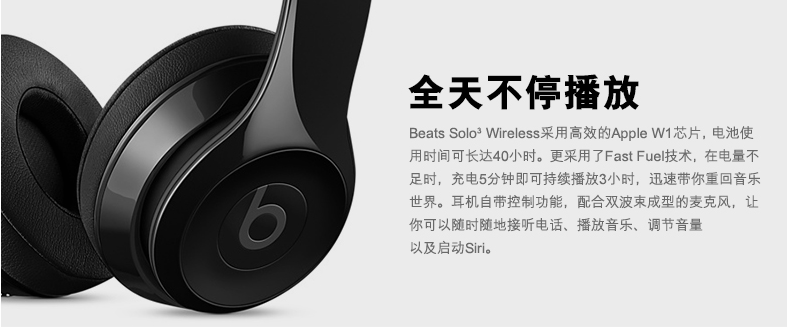 全天不停播放
Beats Solo³ Wireless采用高效的Apple W1芯片, 电池使
用时间可长达40小时。更采用了Fast Fuel技术，在电量不
足时，充电5分钟即可持续播放3小时，迅速带你重回音乐
世界。耳机自带控制功能，配合双波束成型的麦克风，让
你可以随时随地接听电话、播放音乐、调节音量
以及启动Siri。
b